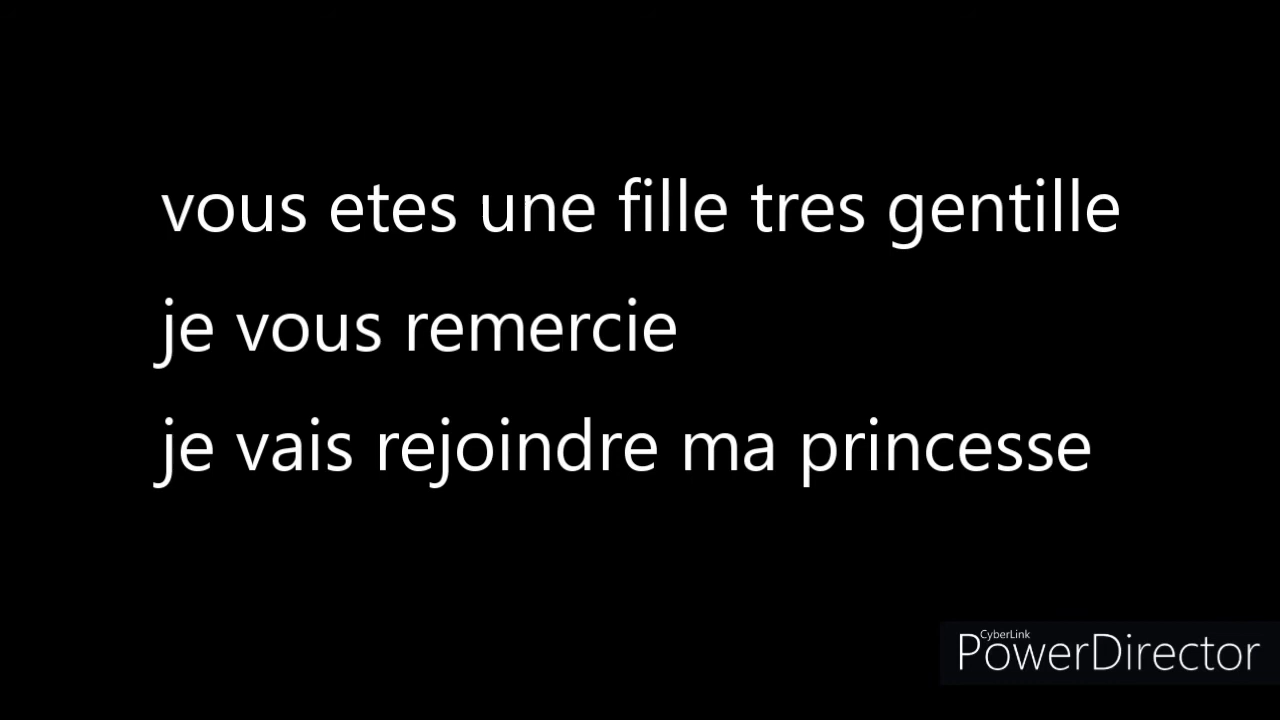 vous etes une fille tres gentille
je vous remercie
je vais rejoindre ma princesse
CyberLink
PowerDirector